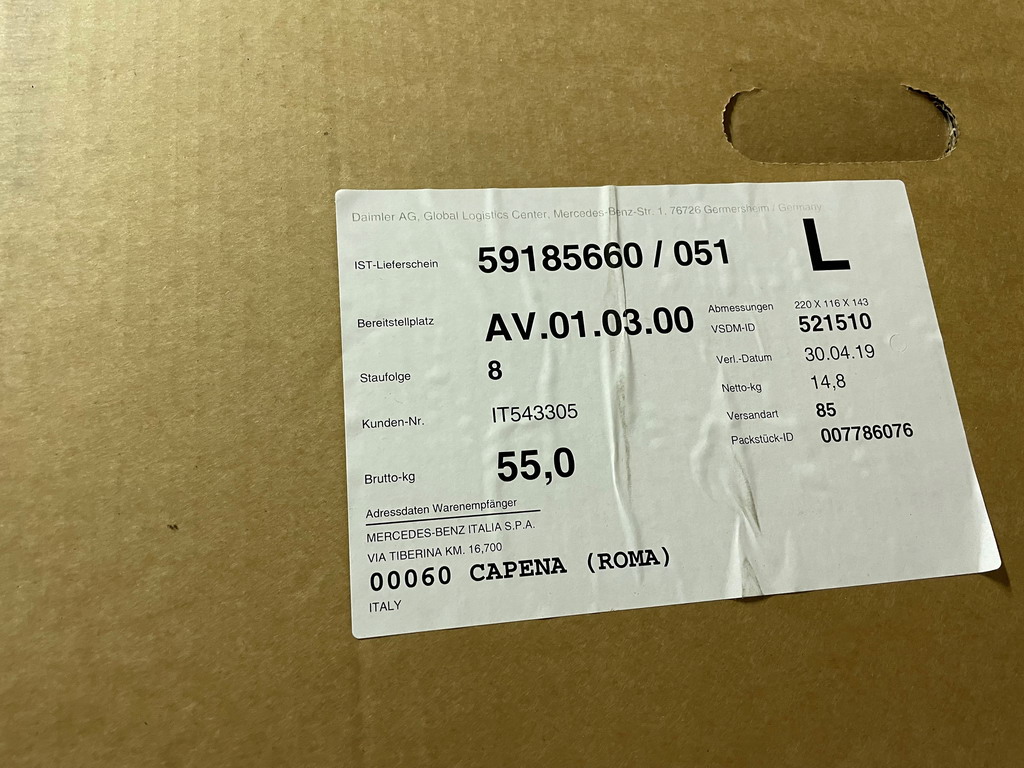 Daimler AG, Global Logistics Center, Mercedes-Benz-Str. 1, 76726 Germersheim / Germany
IST-Lieferschein 59185660 / 051 L
Bereitstellplatz AV.01.03.00
Abmessungen 220 X 116 X 143
VSDM-ID 521510
Staufolge 8
Verl.-Datum 30.04.19
Netto-kg 14,8
Kunden-Nr. IT543305
Versandart 85
Packstück-ID 007786076
Brutto-kg 55,0
Adressdaten Warenempfänger
MERCEDES-BENZ ITALIA S.P.A.
VIA TIBERINA KM. 16,700
00060 CAPENA (ROMA)
ITALY